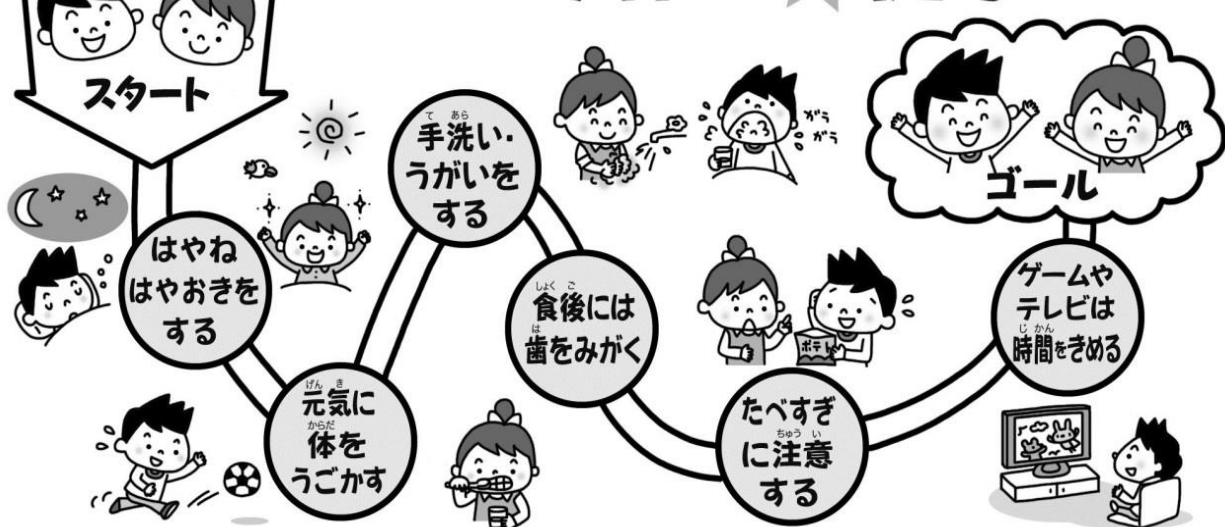 スタート
はやね
はやおきを
する
元気に
体を
うごかす
手洗い・
うがいを
する
がら
がら
食後には
歯をみがく
ポテト
たべすぎ
に注意
する
ゲームや
テレビは
時間をきめる
ゴール